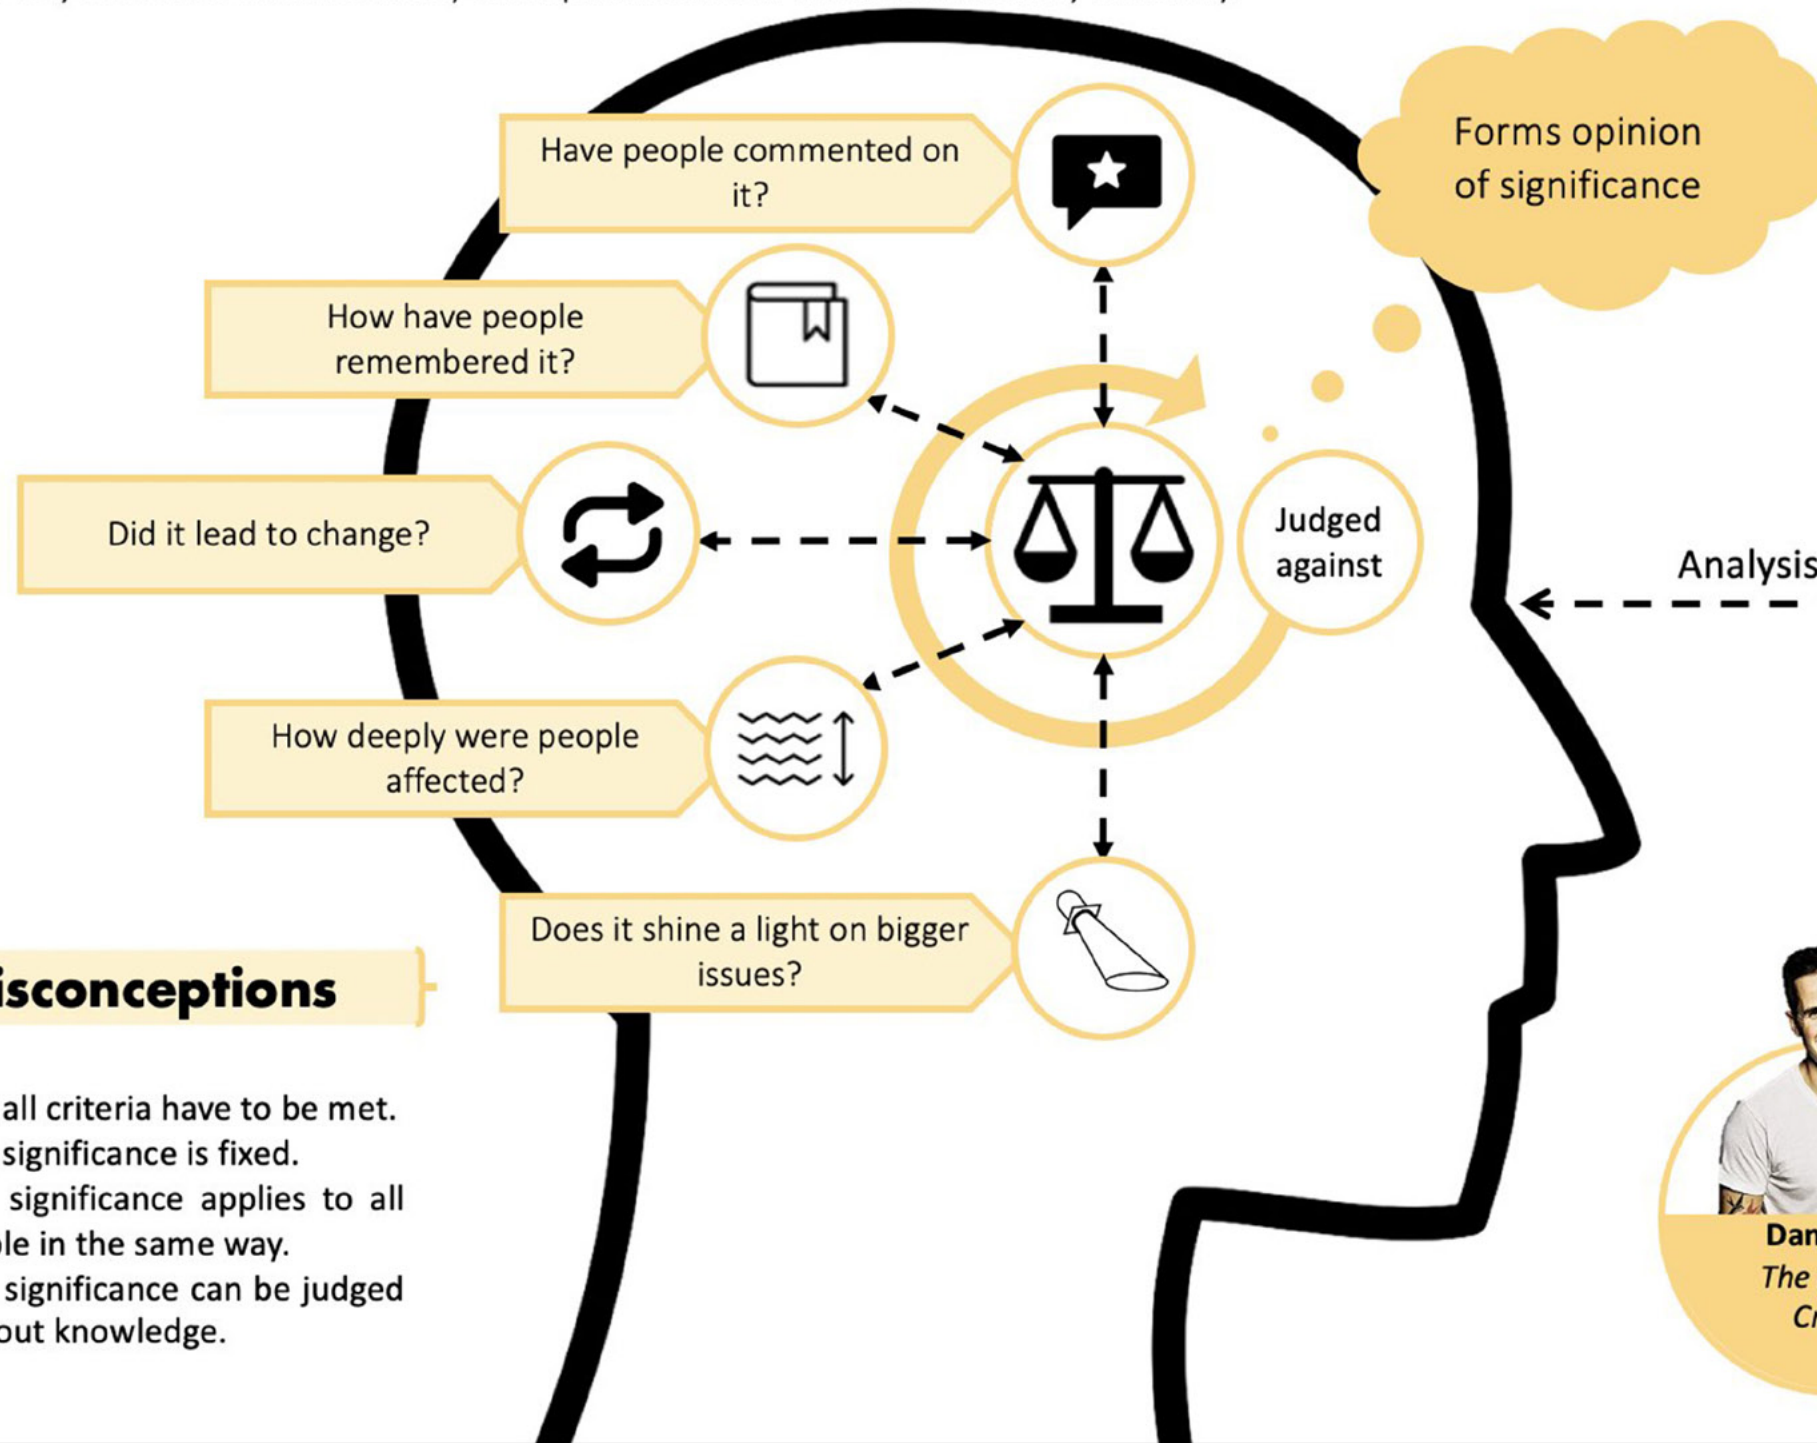 Have people commented on
it?
Forms opinion
of significance
How have people
remembered it?
Did it lead to change?
Judged
against
Analysis
How deeply were people
affected?
Does it shine a light on bigger
issues?
isconceptions
all criteria have to be met.
significance is fixed.
significance applies to all
le in the same way.
significance can be judged
out knowledge.
Dan
The
Cr